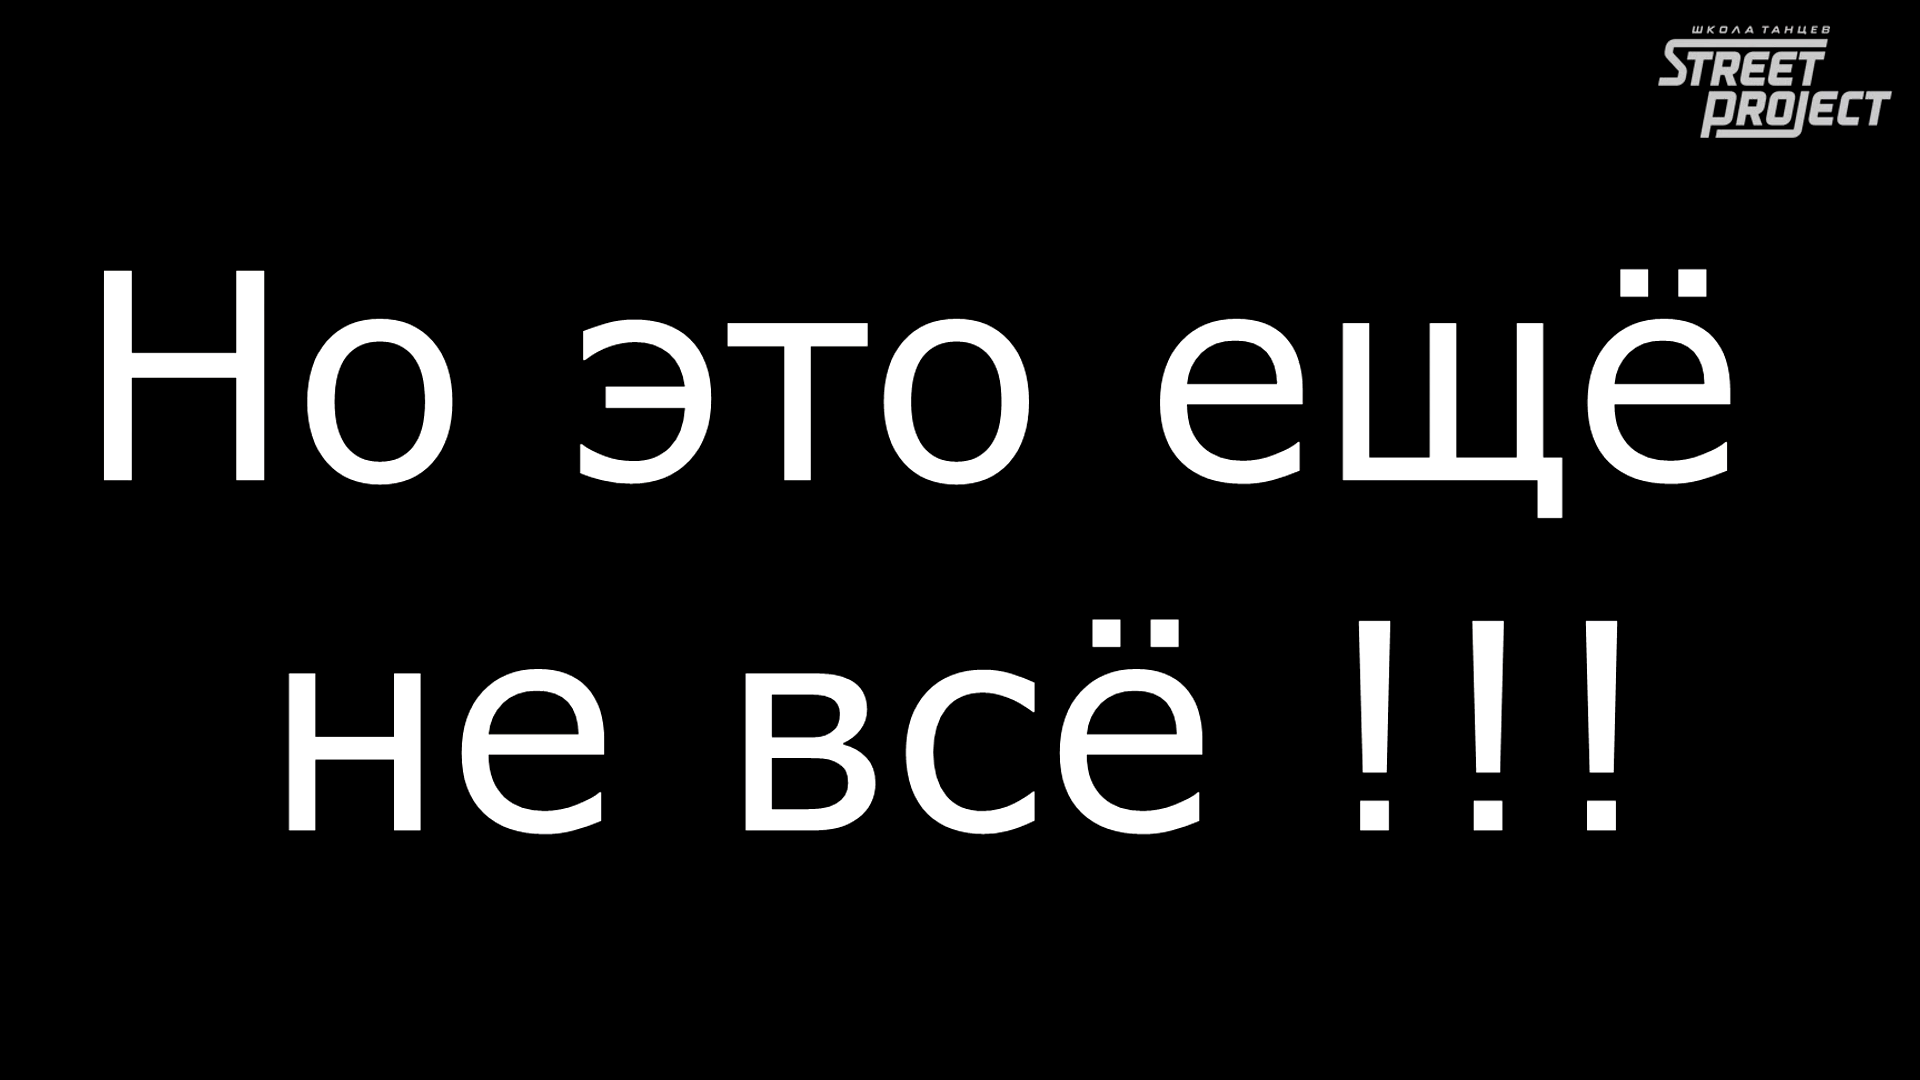 ШКОЛА ТАНЦЕВ
STREET
PROJECT
Но это ещё
не всё !!!